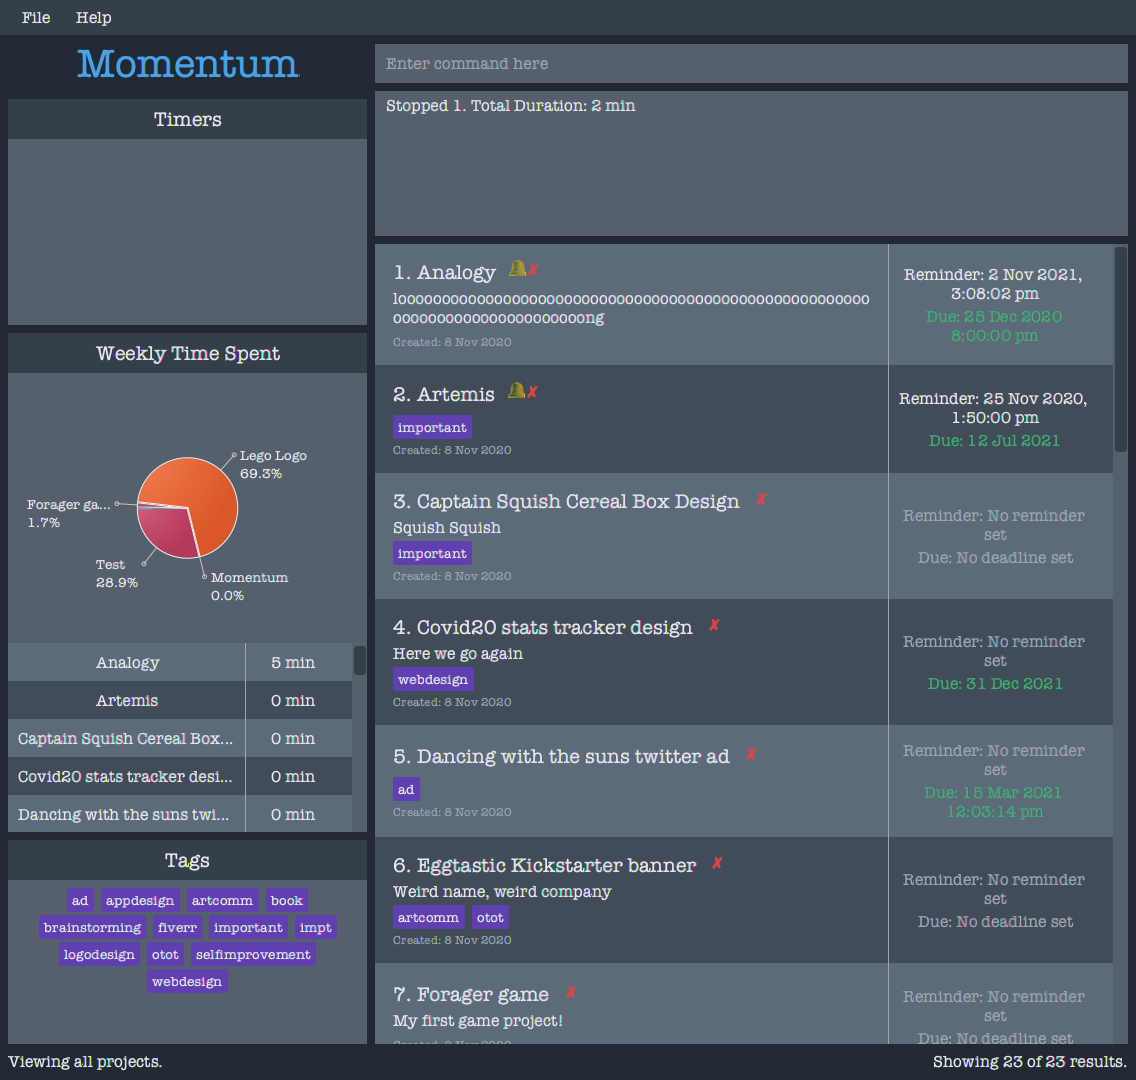 File Help
Momentum
Timers
Weekly Time Spent
Lego Logo
69.3%
Forager ga...
1.7%
Test
28.9%
Momentum
0.0%
Analogy 5 min
Artemis 0 min
Captain Squish Cereal Box... 0 min
Covid20 stats tracker desi... 0 min
Dancing with the suns twi... 0 min
Tags
ad appdesign artcomm book
brainstorming fiverr important impt
logodesign otot selfimprovement
webdesign
Viewing all projects.
Enter command here
Stopped 1. Total Duration: 2 min
1. Analogy
Created: 8 Nov 2020
Reminder: 2 Nov 2021,
3:08:02 pm
Due: 25 Dec 2020
8:00:00 pm
2. Artemis
important
Created: 8 Nov 2020
Reminder: 25 Nov 2020,
1:50:00 pm
Due: 12 Jul 2021
3. Captain Squish Cereal Box Design
Squish Squish
important
Created: 8 Nov 2020
Reminder: No reminder
set
Due: No deadline set
4. Covid20 stats tracker design
Here we go again
webdesign
Created: 8 Nov 2020
Reminder: No reminder
set
Due: 31 Dec 2021
5. Dancing with the suns twitter ad
ad
Created: 8 Nov 2020
Reminder: No reminder
set
Due: 15 Mar 2021
12:03:14 pm
6. Eggtastic Kickstarter banner
Weird name, weird company
artcomm otot
Created: 8 Nov 2020
Reminder: No reminder
set
Due: No deadline set
7. Forager game
My first game project!
Created: 8 Nov 2020
Reminder: No reminder
set
Due: No deadline set
Showing 23 of 23 results.